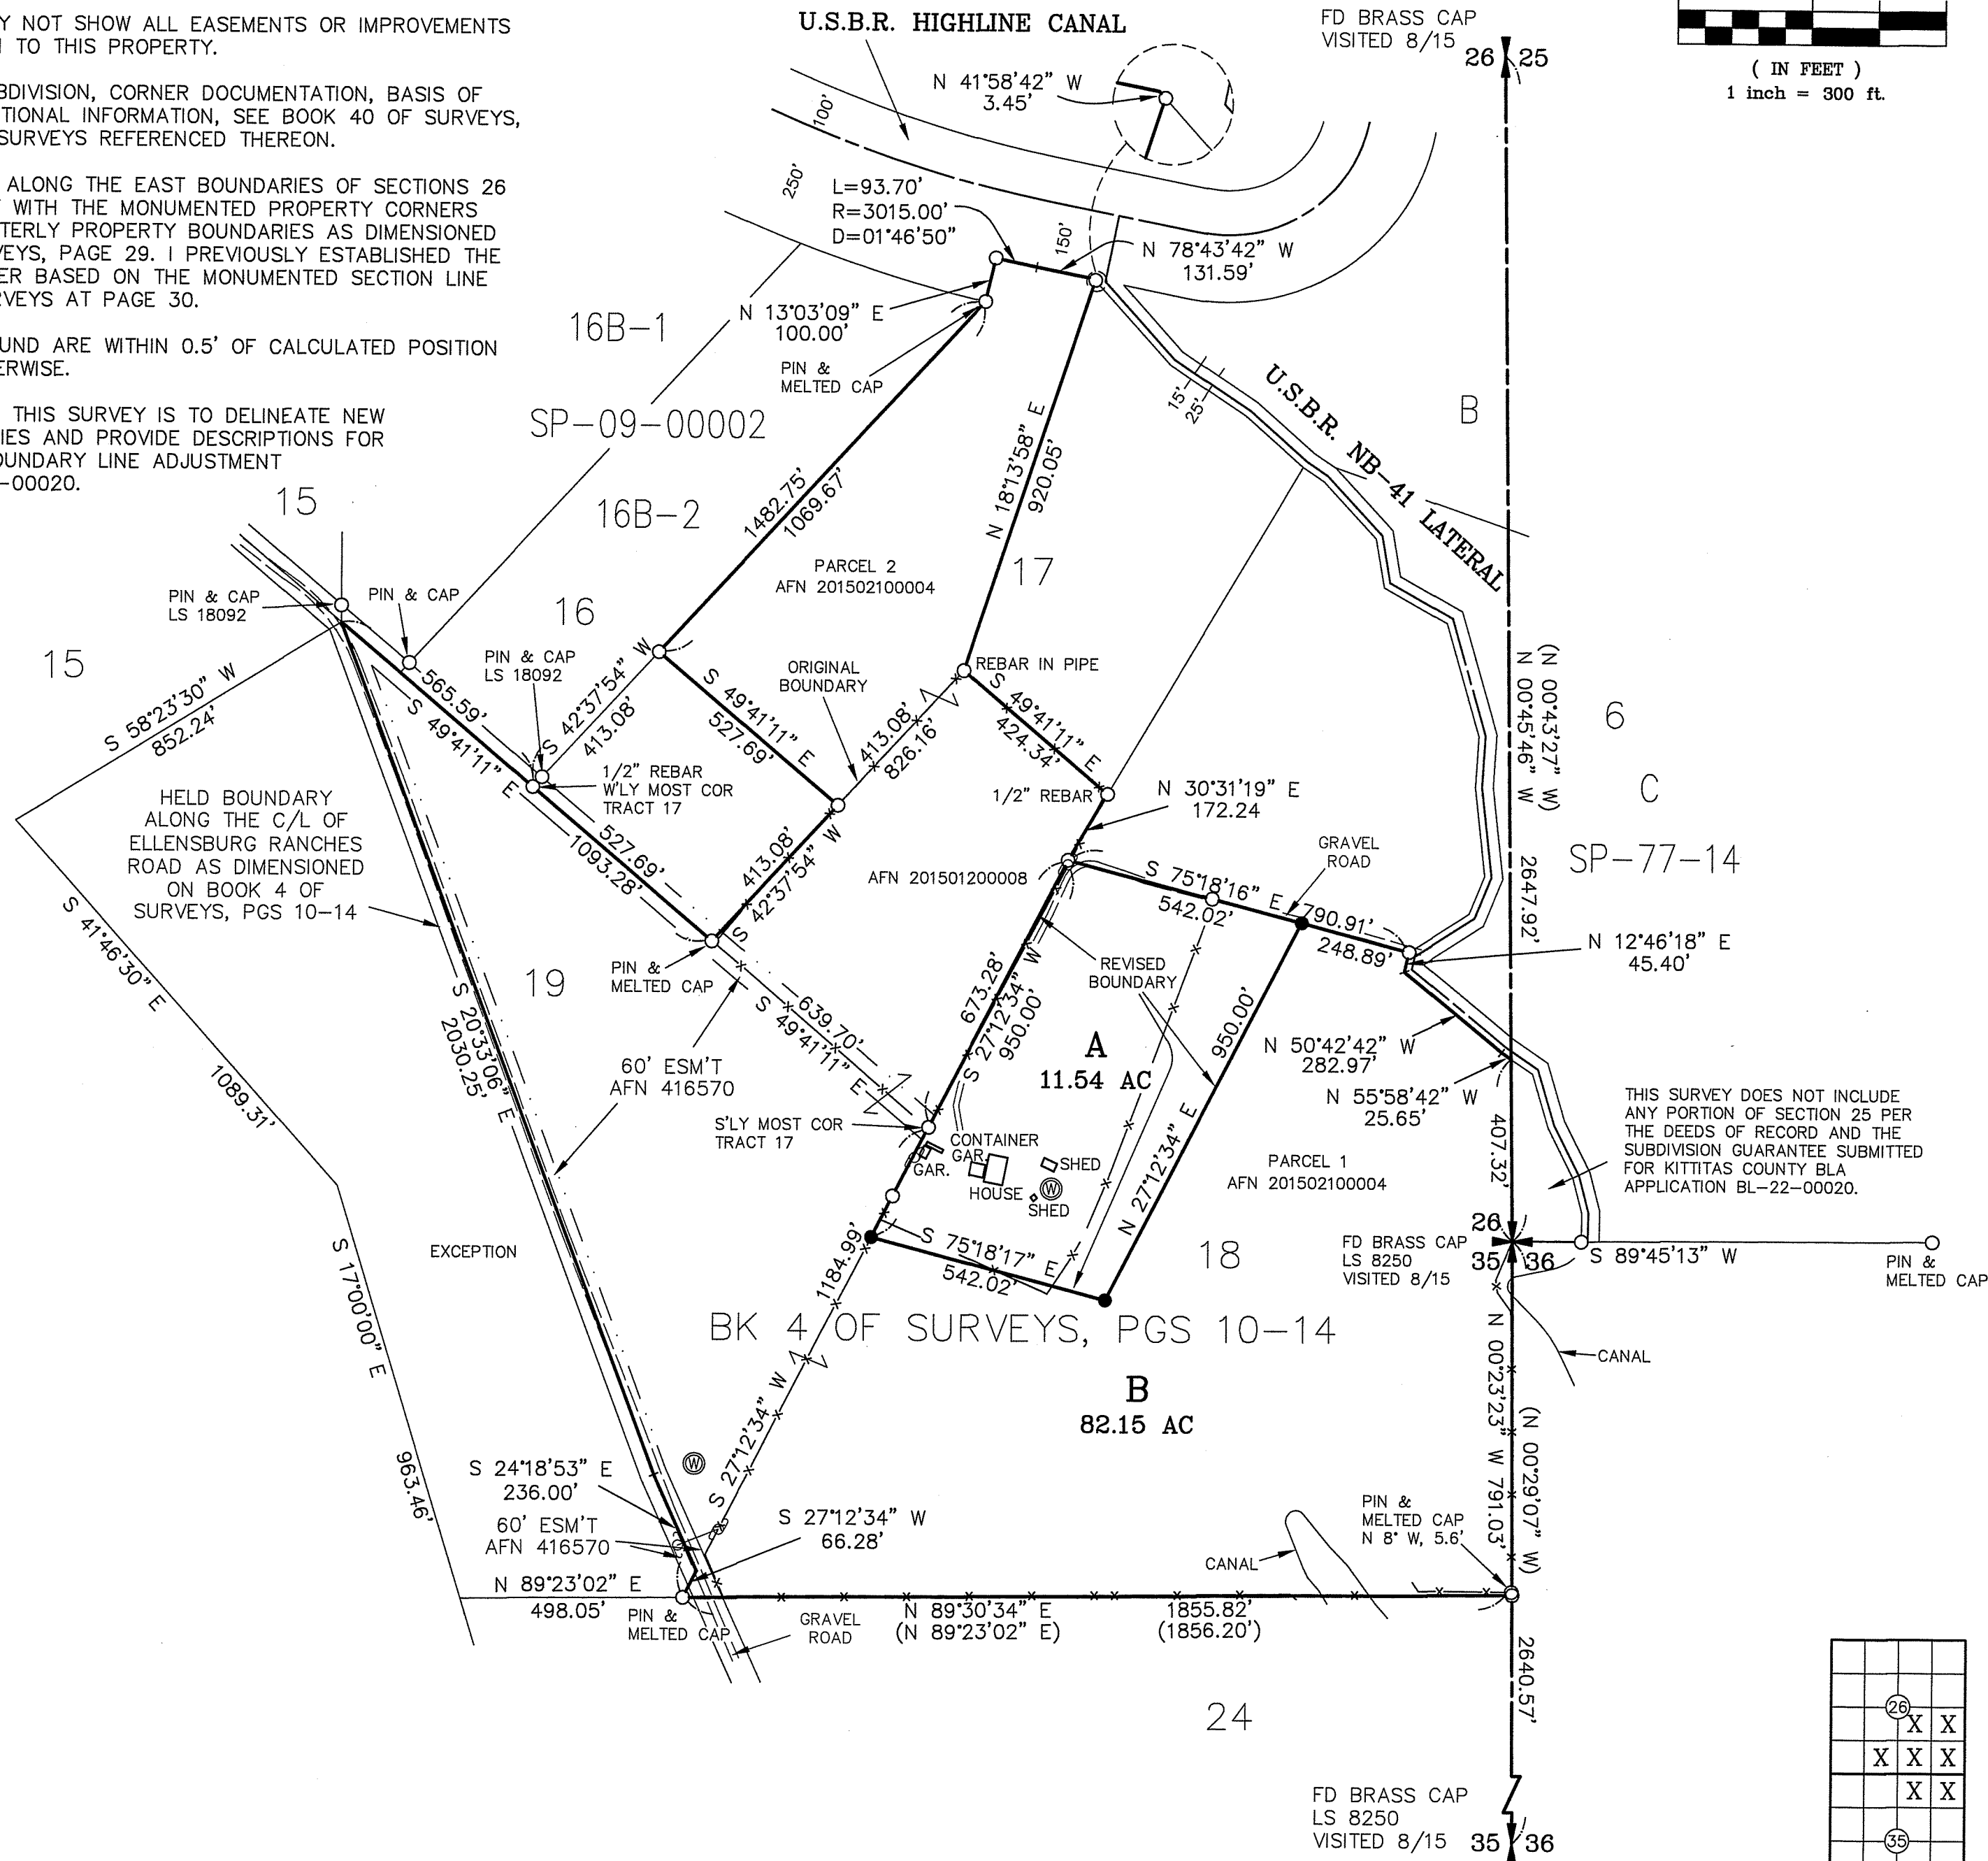 Y NOT SHOW ALL EASEMENTS OR IMPROVEMENTS
TO THIS PROPERTY.
BDIVISION, CORNER DOCUMENTATION, BASIS OF
TIONAL INFORMATION, SEE BOOK 40 OF SURVEYS,
SURVEYS REFERENCED THEREON.
ALONG THE EAST BOUNDARIES OF SECTIONS 26
WITH THE MONUMENTED PROPERTY CORNERS
TERLY PROPERTY BOUNDARIES AS DIMENSIONED
EYS, PAGE 29. I PREVIOUSLY ESTABLISHED THE
ER BASED ON THE MONUMENTED SECTION LINE
RVEYS AT PAGE 30.
UND ARE WITHIN 0.5' OF CALCULATED POSITION
ERWISE.
THIS SURVEY IS TO DELINEATE NEW
IES AND PROVIDE DESCRIPTIONS FOR
OUNDARY LINE ADJUSTMENT
-00020.
U.S.B.R. HIGHLINE CANAL
FD BRASS CAP
VISITED 8/15
26 25
( IN FEET )
1 inch = 300 ft.
N 41°58'42" W
3.45'
100'
250'
L=93.70'
R=3015.00'
D=01°46'50"
150'
N 78°43'42" W
131.59'
N 13°03'09" E
100.00'
PIN &
MELTED CAP
16B-1
SP-09-00002
16B-2
15'
25'
U.S.B.R. NB-41 LATERAL
B
15
1482.75'
1069.67'
N 18°13'58" E
920.05'
PARCEL 2
AFN 201502100004
17
PIN & CAP
LS 18092
PIN & CAP
16
15
PIN & CAP
LS 18092
ORIGINAL
BOUNDARY
REBAR IN PIPE
S 58°23'30" W
852.24'
565.59'
S 49°41'11" E
S 42°37'54" W
413.08'
S 49°41'11" E
527.69'
413.08'
826.16'
S 49°41'11" E
424.34'
(N 00°43'27" W)
N 00°45'46" W
6
C
SP-77-14
1/2" REBAR
W'LY MOST COR
TRACT 17
1/2" REBAR
N 30°31'19" E
172.24
HELD BOUNDARY
ALONG THE C/L OF
ELLENSBURG RANCHES
ROAD AS DIMENSIONED
ON BOOK 4 OF
SURVEYS, PGS 10-14
527.69'
1093.28'
413.08'
S 42°37'54" W
AFN 201501200008
GRAVEL
ROAD
S 75°18'16" E
542.02'
790.91'
248.89'
2647.92'
N 12°46'18" E
45.40'
S 41°46'30" E
1089.31'
19
PIN &
MELTED CAP
S 20°33'06" E
2030.25'
639.70'
S 49°41'11" E
673.28'
S 27°12'34" W
950.00'
REVISED
BOUNDARY
A
11.54 AC
950.00'
N 27°12'34" E
N 50°42'42" W
282.97'
N 55°58'42" W
25.65'
60' ESM'T
AFN 416570
S'LY MOST COR
TRACT 17
CONTAINER
GAR.
GAR.
HOUSE
SHED
W
SHED
PARCEL 1
AFN 201502100004
407.32'
THIS SURVEY DOES NOT INCLUDE
ANY PORTION OF SECTION 25 PER
THE DEEDS OF RECORD AND THE
SUBDIVISION GUARANTEE SUBMITTED
FOR KITTITAS COUNTY BLA
APPLICATION BL-22-00020.
EXCEPTION
S 17°00'00" E
963.46'
1184.99'
S 27°12'34" W
S 75°18'17" E
542.02'
18
FD BRASS CAP
LS 8250
VISITED 8/15
26
35 36
S 89°45'13" W
PIN &
MELTED CAP
BK 4 OF SURVEYS, PGS 10-14
CANAL
B
82.15 AC
N 00°23'23" W 791.03'
(N 00°29'07" W)
W
S 24°18'53" E
236.00'
60' ESM'T
AFN 416570
S 27°12'34" W
66.28'
PIN &
MELTED CAP
N 8° W, 5.6'
CANAL
N 89°23'02" E
498.05'
PIN &
MELTED CAP
GRAVEL
ROAD
N 89°30'34" E
(N 89°23'02" E)
1855.82'
(1856.20')
2640.57'
24
26
X X
X X X
X X
35
FD BRASS CAP
LS 8250
VISITED 8/15
35 36